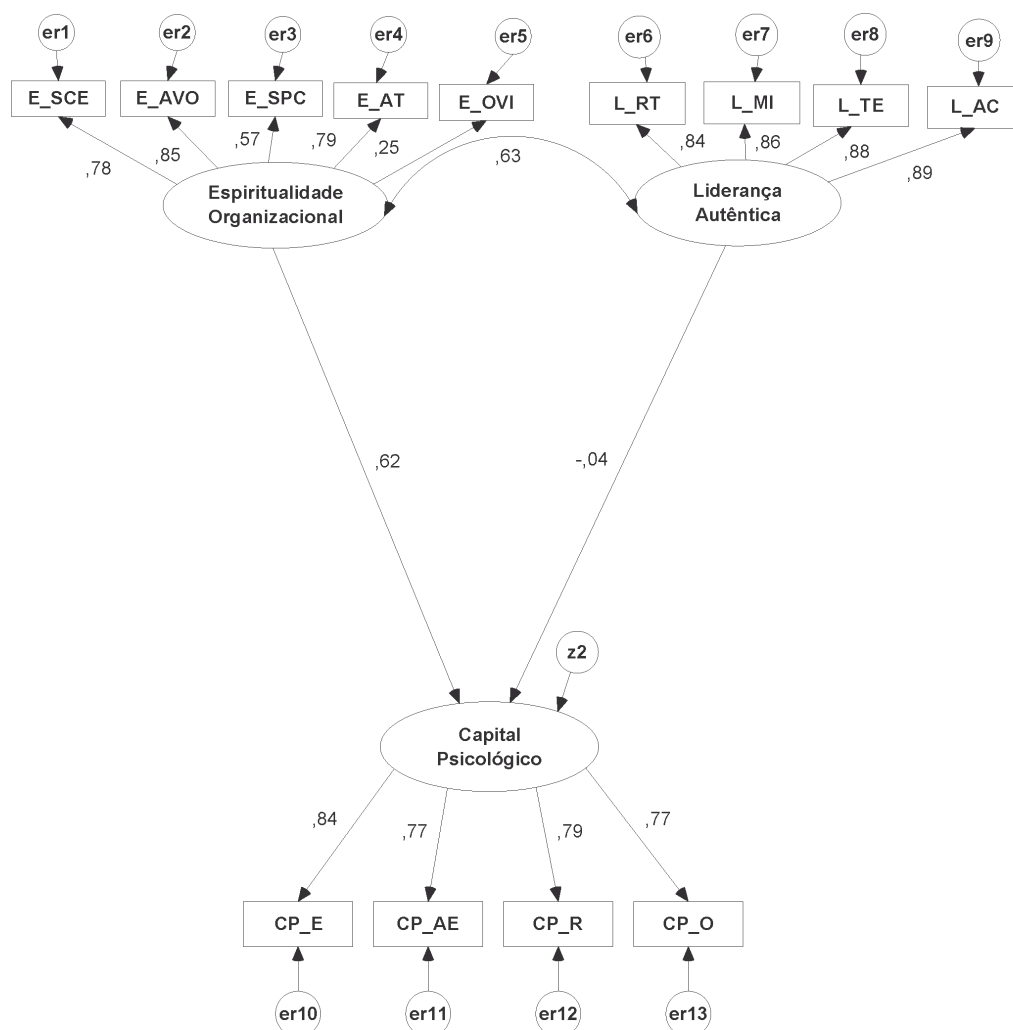 er1 er2 er3 er4 er5 er6 er7 er8 er9
E_SCE E_AVO E_SPC E_AT E_OVI L_RT L_MI L_TE L_AC
,78 ,85 ,57 ,79 ,25 ,63 ,84 ,86 ,88 ,89
Espiritualidade
Organizacional
Liderança
Autêntica
,62 -,04
z2
Capital
Psicológico
,84 ,77 ,79 ,77
CP_E CP_AE CP_R CP_O
er10 er11 er12 er13